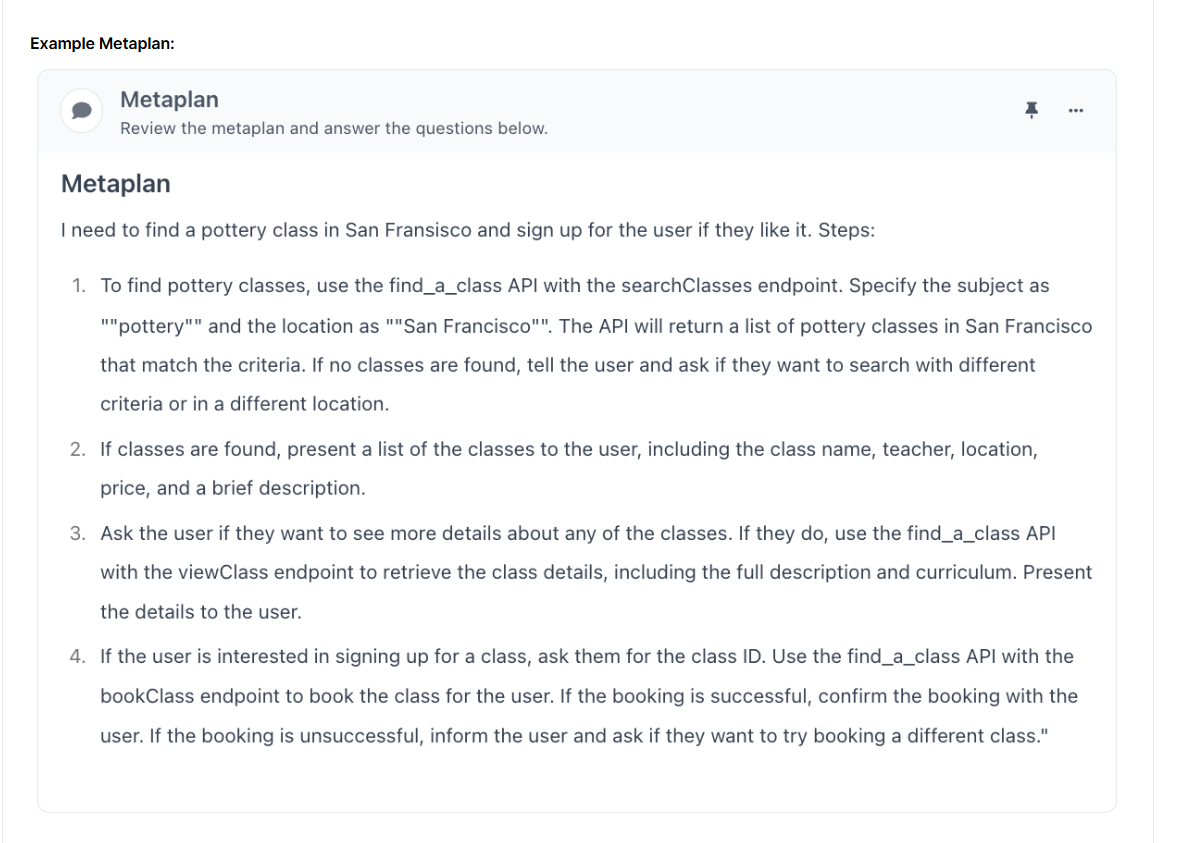 Example Metaplan:
Metaplan
Review the metaplan and answer the questions below.
Metaplan
I need to find a pottery class in San Fransisco and sign up for the user if they like it. Steps:
1. To find pottery classes, use the find_a_class API with the searchClasses endpoint. Specify the subject as
""pottery"" and the location as ""San Francisco"". The API will return a list of pottery classes in San Francisco
that match the criteria. If no classes are found, tell the user and ask if they want to search with different
criteria or in a different location.
2. If classes are found, present a list of the classes to the user, including the class name, teacher, location,
price, and a brief description.
3. Ask the user if they want to see more details about any of the classes. If they do, use the find_a_class API
with the viewClass endpoint to retrieve the class details, including the full description and curriculum. Present
the details to the user.
4. If the user is interested in signing up for a class, ask them for the class ID. Use the find_a_class API with the
bookClass endpoint to book the class for the user. If the booking is successful, confirm the booking with the
user. If the booking is unsuccessful, inform the user and ask if they want to try booking a different class."